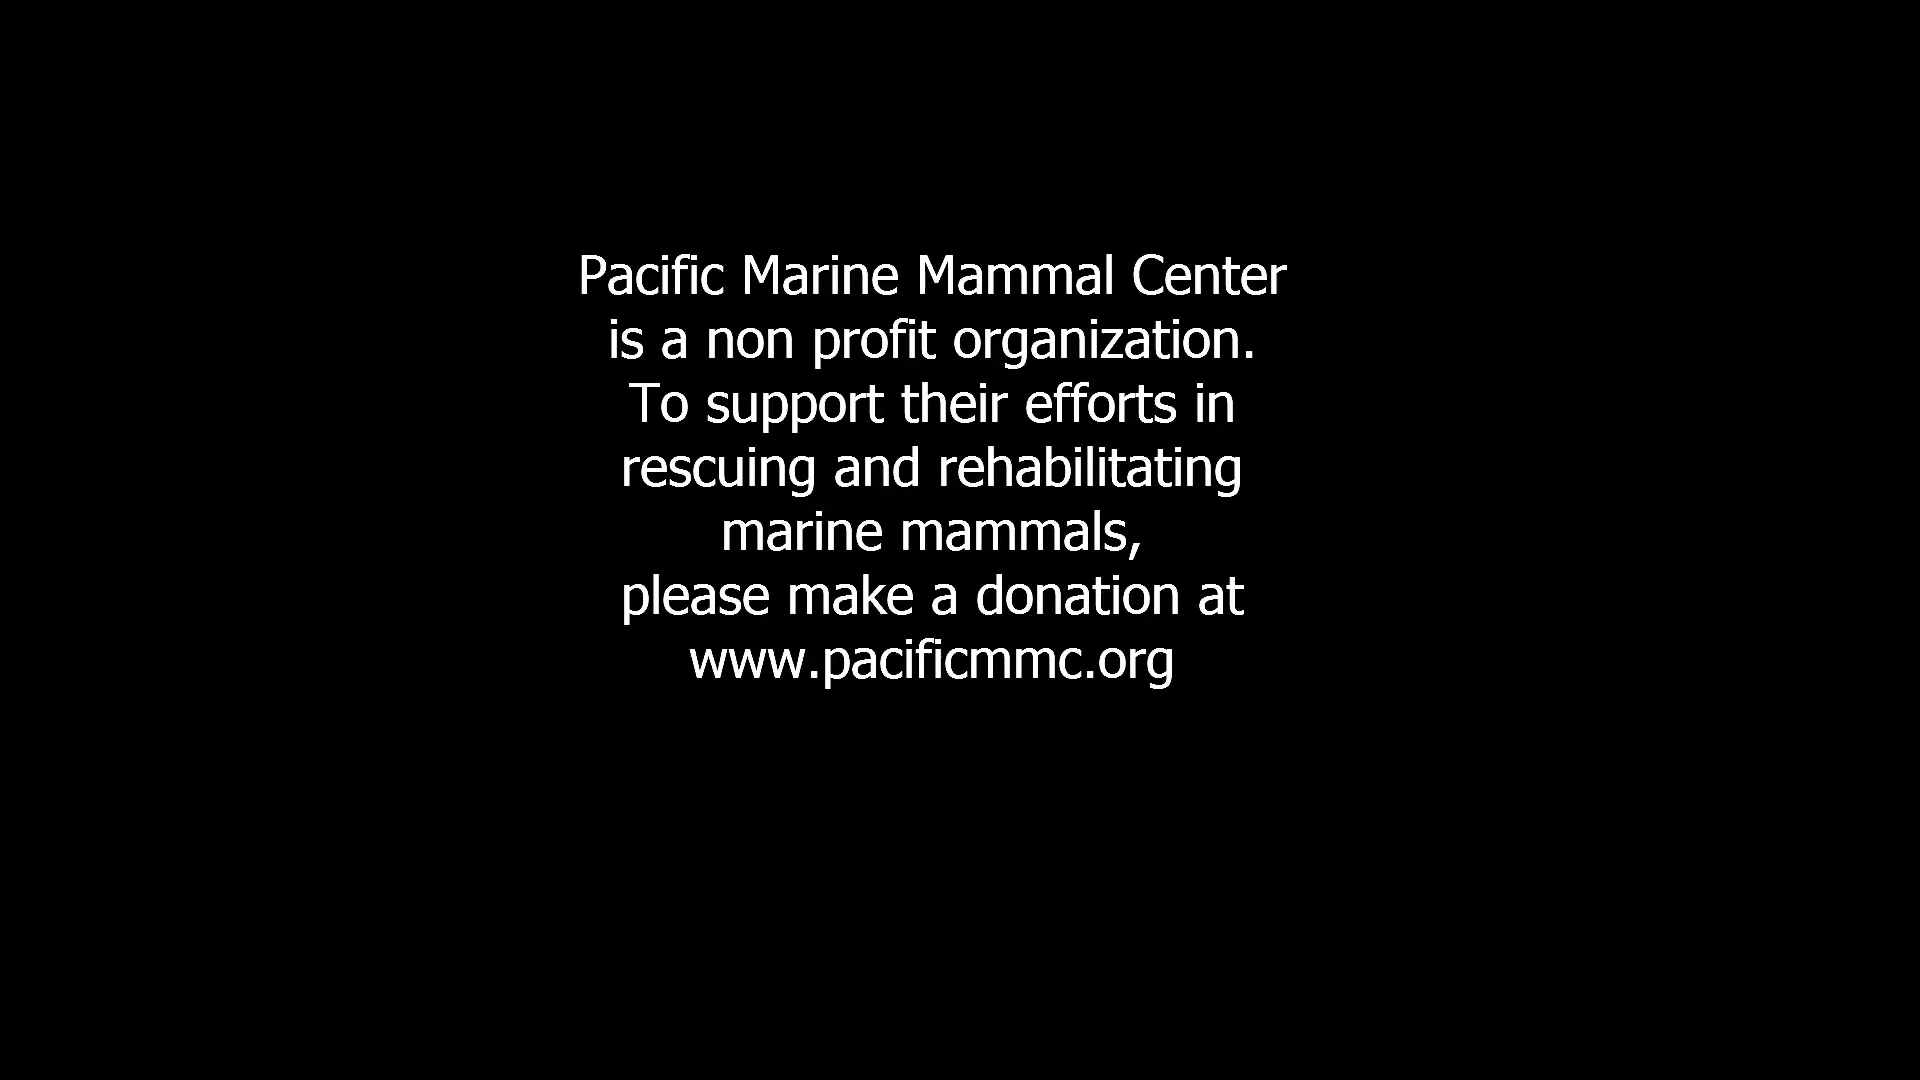 Pacific Marine Mammal Center
is a non profit organization.
To support their efforts in
rescuing and rehabilitating
marine mammals,
please make a donation at
www.pacificmmc.org